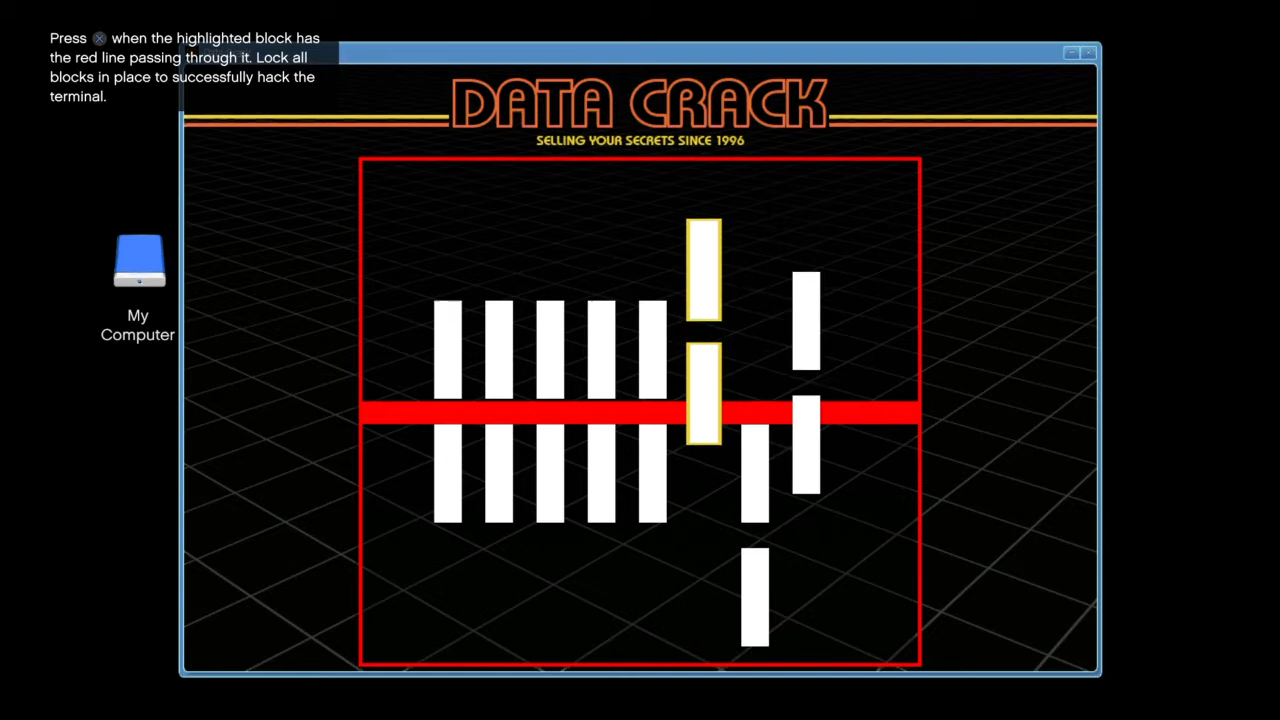 Press ⊗ when the highlighted block has
the red line passing through it. Lock all
blocks in place to successfully hack the
terminal.
DATA CRACK
SELLING YOUR SECRETS SINCE 1996
My
Computer